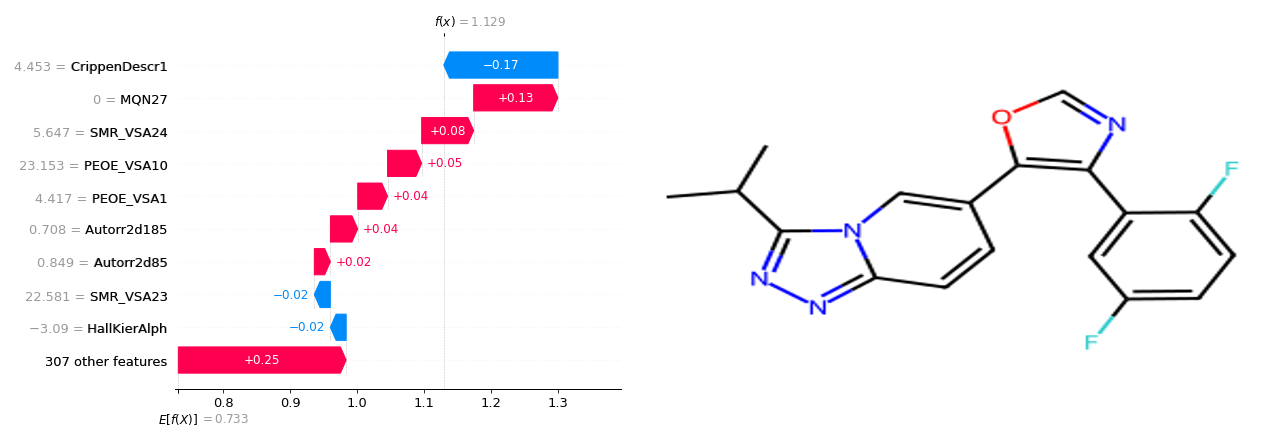 f(x) = 1.129
4.453 = CrippenDescr1
−0.17
0 = MQN27
+0.13
5.647 = SMR_VSA24
+0.08
23.153 = PEOE_VSA10
+0.05
4.417 = PEOE_VSA1
+0.04
0.708 = Autorr2d185
+0.04
0.849 = Autorr2d85
+0.02
22.581 = SMR_VSA23
−0.02
−3.09 = HallKierAlph
−0.02
307 other features
+0.25
0.8 0.9 1.0 1.1 1.2 1.3
E[f(X)] = 0.733
O
N
F
N
N
N
F